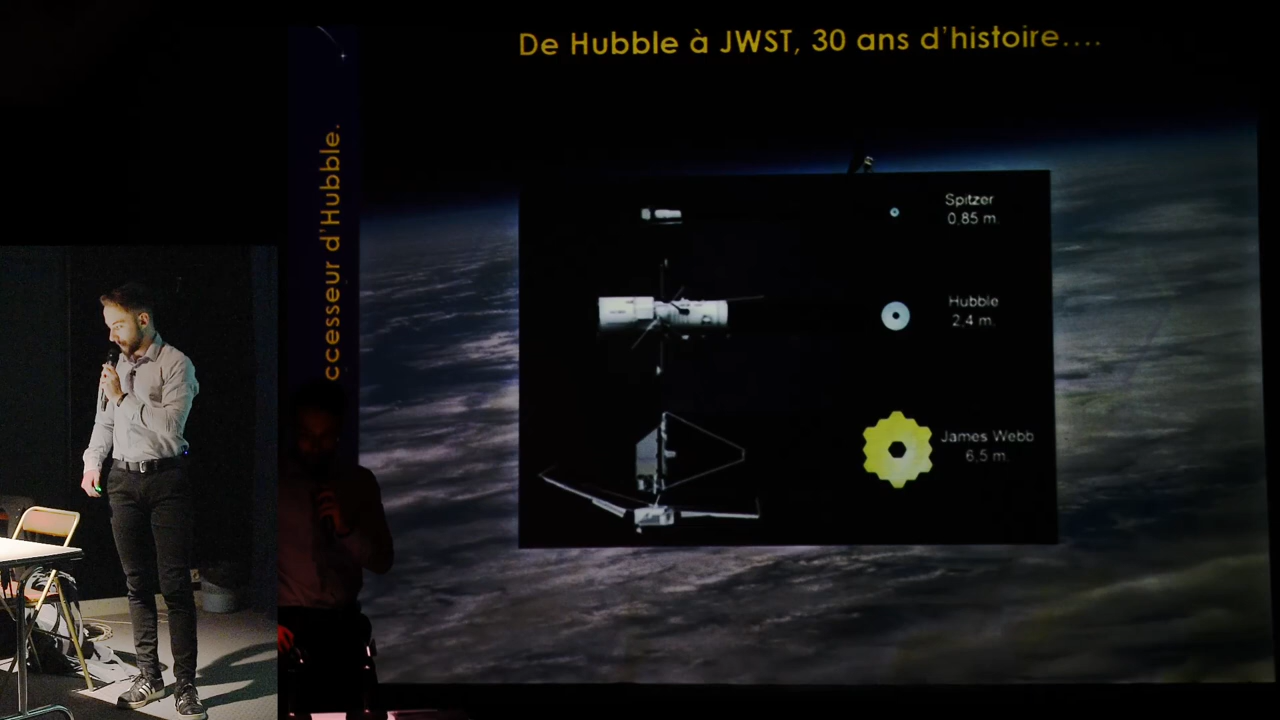 De Hubble à JWST, 30 ans d'histoire....
ccesseur d'Hubble.
Spitzer
0,85 m.
Hubble
2,4 m.
James Webb
6,5 m.